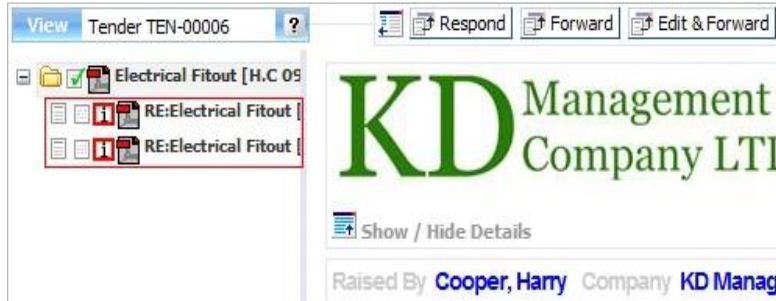 View Tender TEN-00006 ? Respond Forward Edit & Forward
Electrical Fitout [H.C 09
RE:Electrical Fitout [
RE:Electrical Fitout [
KD Management
Company LTD
Show / Hide Details
Raised By Cooper, Harry Company KD Manag